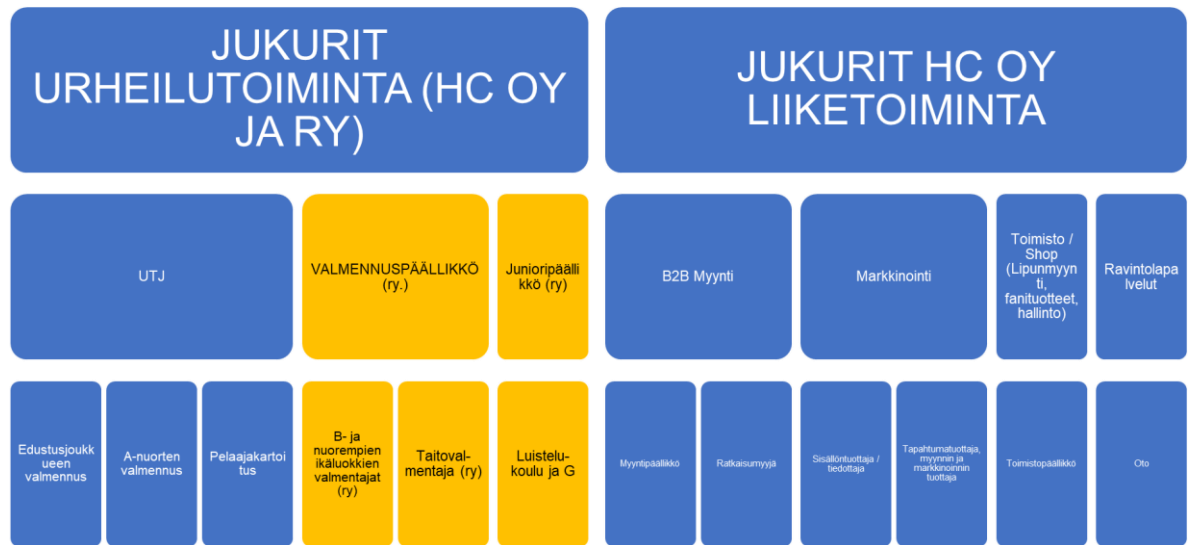 JUKURIT
URHEILUTOIMINTA (HC OY
JA RY)
JUKURIT HC OY
LIIKETOIMINTA
UTJ
VALMENNUSPÄÄLLIKKÖ
(ry.)
Junioripäälli
kkö (ry)
B2B Myynti
Markkinointi
Toimisto /
Shop
(Lipunmyyn
ti,
fanituotteet,
hallinto)
Ravintolapa
lvelut
Edustusjoukk
ueen
valmennus
A-nuorten
valmennus
Pelaajakartoi
tus
B- ja
nuorempien
ikäluokkien
valmentajat
(ry)
Taitoval-
mentaja (ry)
Luistelu-
koulu ja G
Myyntipäällikkö
Ratkaisumyyjä
Sisällöntuottaja /
tiedottaja
Tapahtumatuottaja,
myynnin ja
markkinoinnin
tuottaja
Toimistopäällikkö
Oto